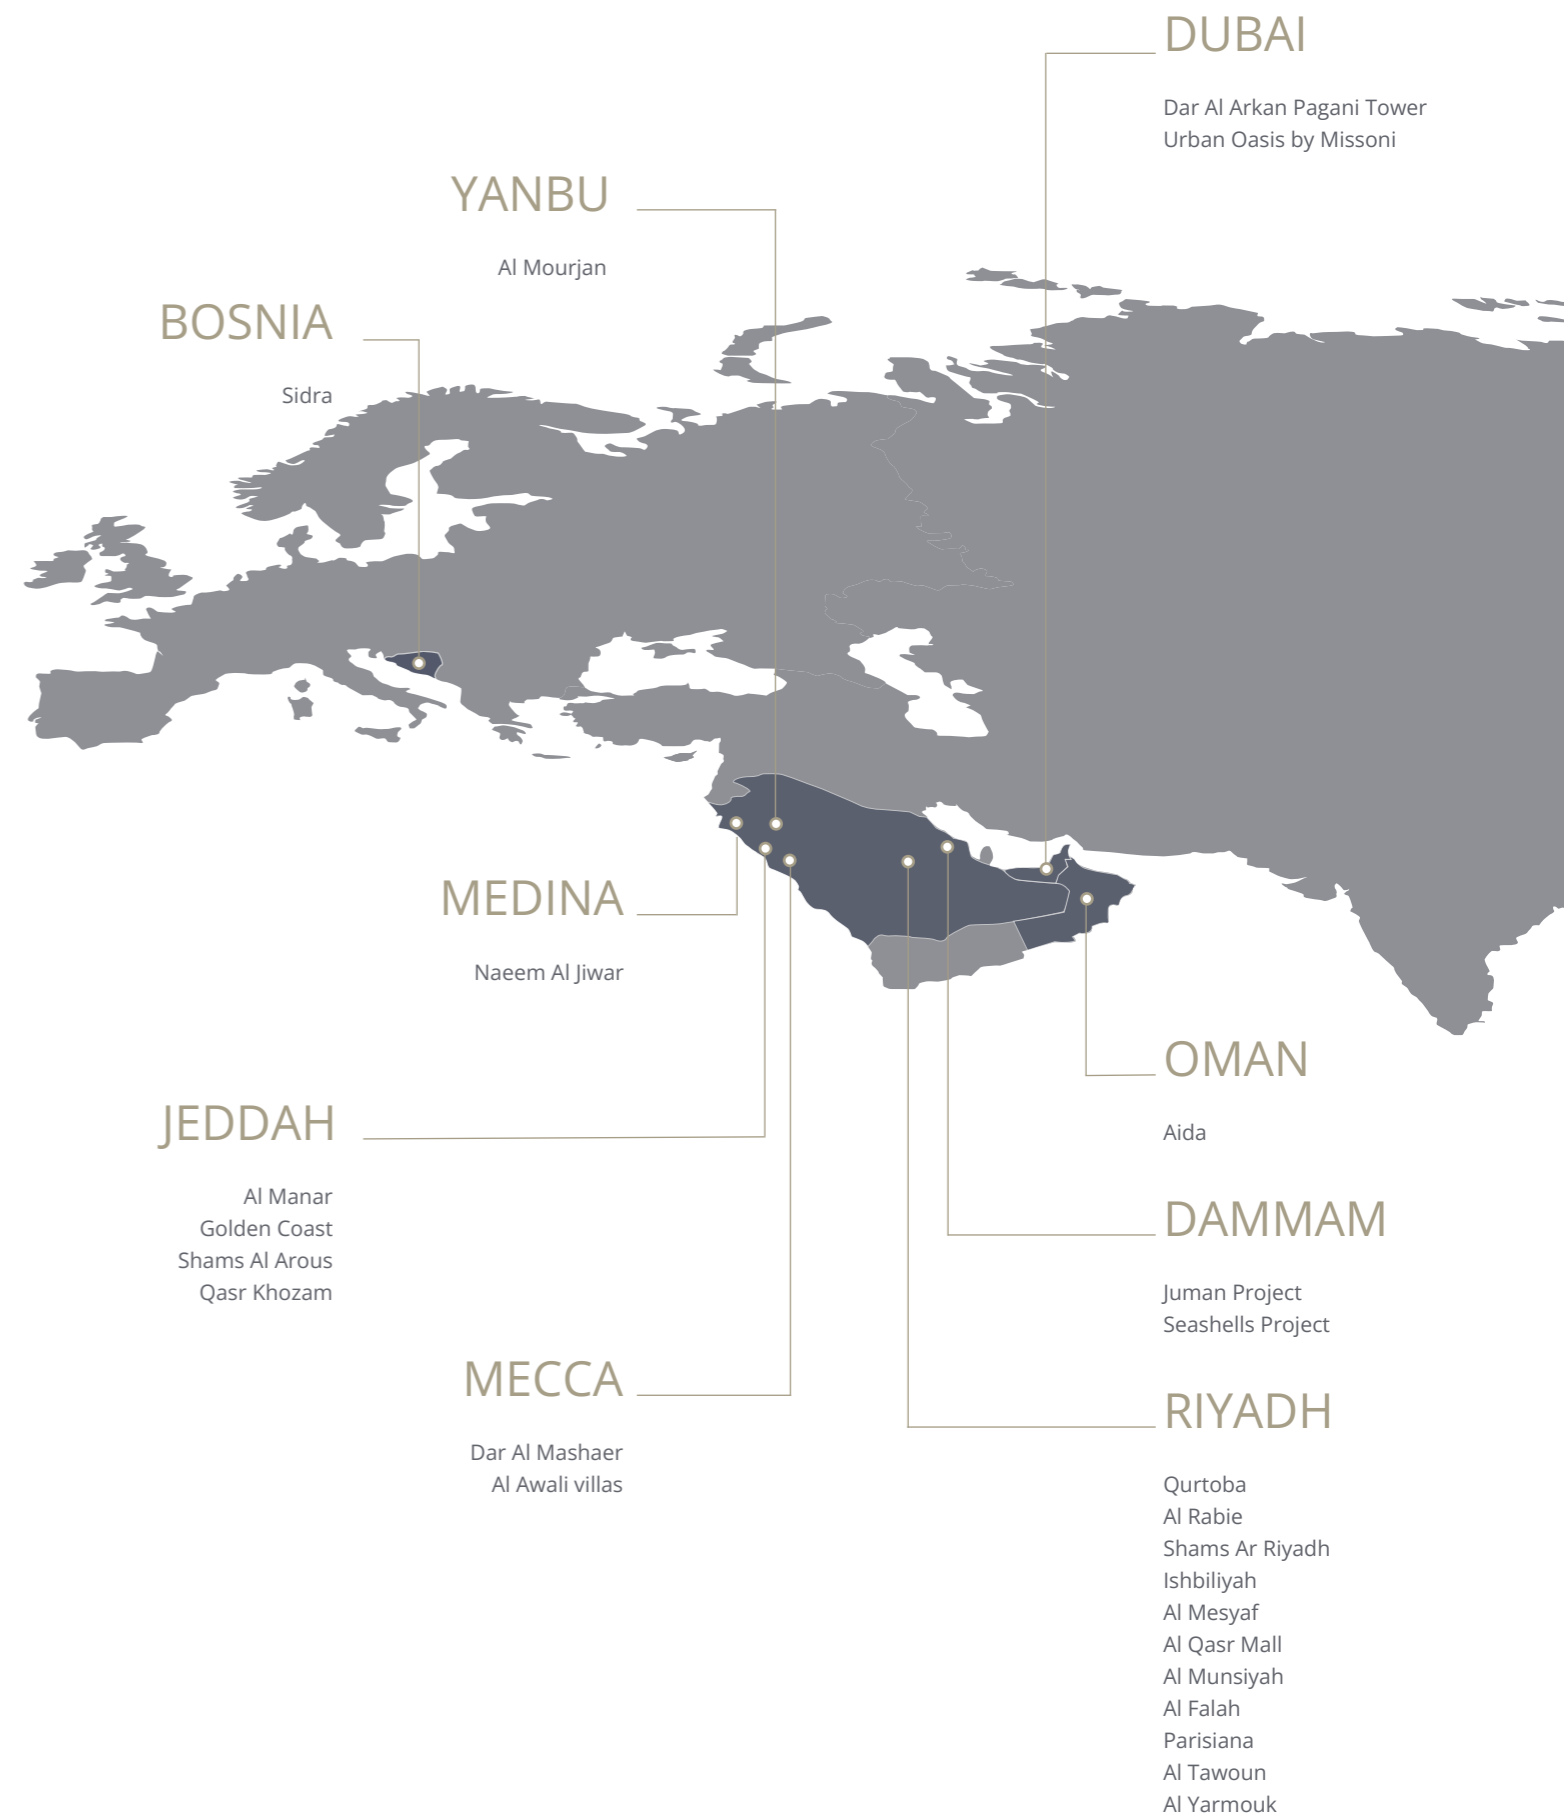 DUBAI
Dar Al Arkan Pagani Tower
Urban Oasis by Missoni
YANBU
Al Mourjan
BOSNIA
Sidra
MEDINA
Naeem Al Jiwar
OMAN
Aida
JEDDAH
Al Manar
Golden Coast
Shams Al Arous
Qasr Khozam
DAMMAM
Juman Project
Seashells Project
MECCA
Dar Al Mashaer
Al Awali villas
RIYADH
Qurtoba
Al Rabie
Shams Ar Riyadh
Ishbiliyah
Al Mesyaf
Al Qasr Mall
Al Munsiyah
Al Falah
Parisiana
Al Tawoun
Al Yarmouk